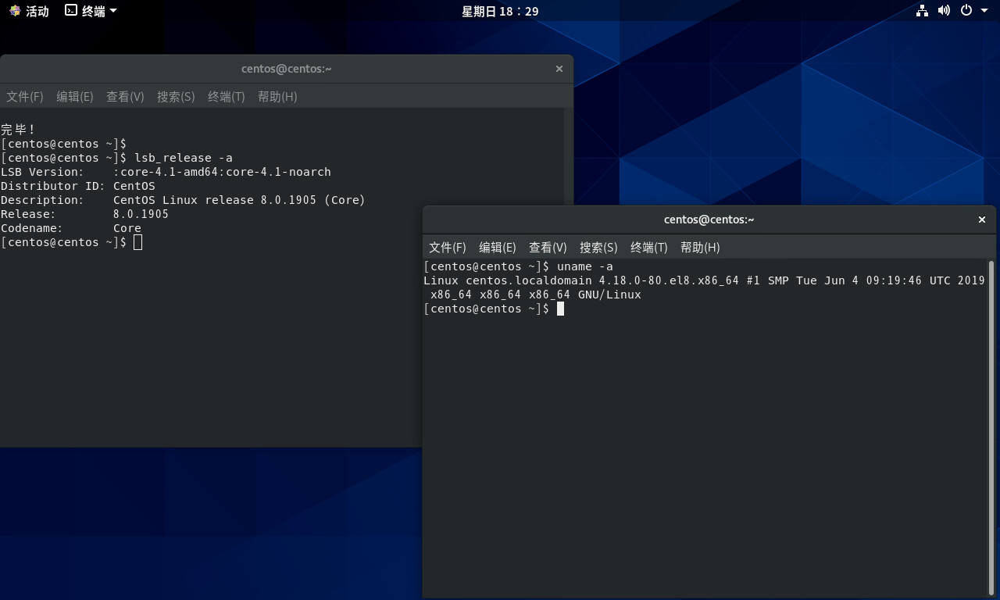 活动 终端 星期日 18：29
centos@centos:~
文件(F) 编辑(E) 查看(V) 搜索(S) 终端(T) 帮助(H)
完毕！
[centos@centos ~]$
[centos@centos ~]$ lsb_release -a
LSB Version:    :core-4.1-amd64:core-4.1-noarch
Distributor ID: CentOS
Description:    CentOS Linux release 8.0.1905 (Core)
Release:        8.0.1905
Codename:       Core
[centos@centos ~]$
centos@centos:~
文件(F) 编辑(E) 查看(V) 搜索(S) 终端(T) 帮助(H)
[centos@centos ~]$ uname -a
Linux centos.localdomain 4.18.0-80.el8.x86_64 #1 SMP Tue Jun 4 09:19:46 UTC 2019
 x86_64 x86_64 x86_64 GNU/Linux
[centos@centos ~]$